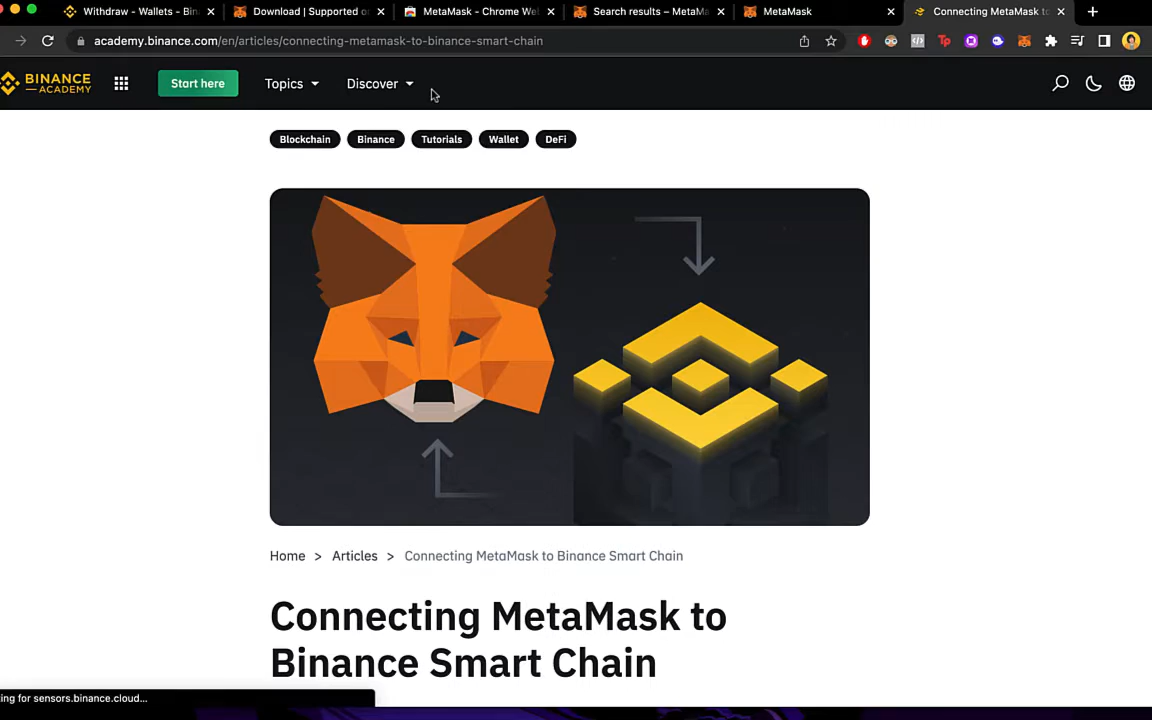 Withdraw - Wallets - Bin
Download | Supported o
MetaMask - Chrome We
Search results – MetaM
MetaMask
Connecting MetaMask to
academy.binance.com/en/articles/connecting-metamask-to-binance-smart-chain
Tp
BINANCE
ACADEMY
Start here
Topics
Discover
Blockchain
Binance
Tutorials
Wallet
DeFi
Home > Articles > Connecting MetaMask to Binance Smart Chain
Connecting MetaMask to
Binance Smart Chain
ing for sensors.binance.cloud...